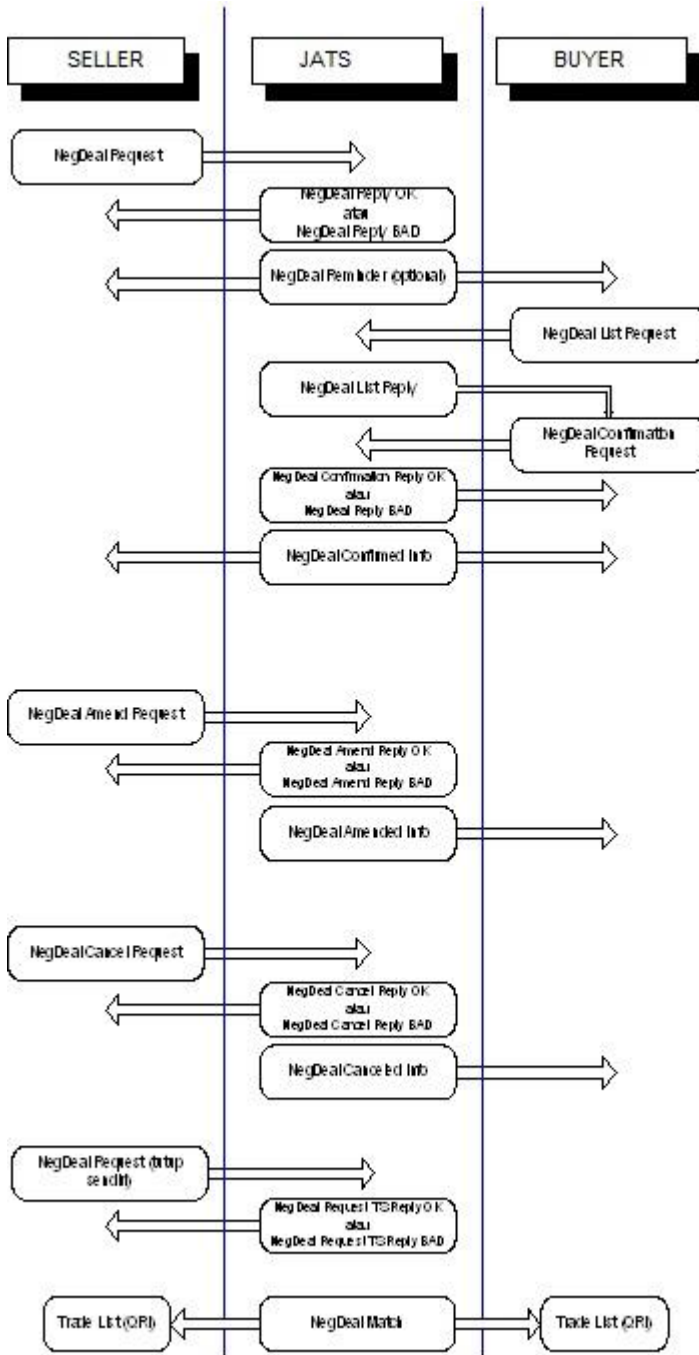 SELLER
JATS
BUYER
NegDeal Request
NegDeal Reply OK
atau
NegDeal Reply BAD
NegDeal Reminder (optional)
NegDeal List Request
NegDeal List Reply
NegDeal Confirmation
Request
NegDeal Confirmation Reply OK
atau
NegDeal Reply BAD
NegDeal Confirmed Info
NegDeal Amend Request
NegDeal Amend Reply OK
atau
NegDeal Amend Reply BAD
NegDeal Amended Info
NegDeal Cancel Request
NegDeal Cancel Reply OK
atau
NegDeal Cancel Reply BAD
NegDeal Canceled Info
NegDeal Request (tutup
sendiri)
NegDeal Request TS Reply OK
atau
NegDeal Request TS Reply BAD
Trade List (ORI)
NegDeal Match
Trade List (ORI)